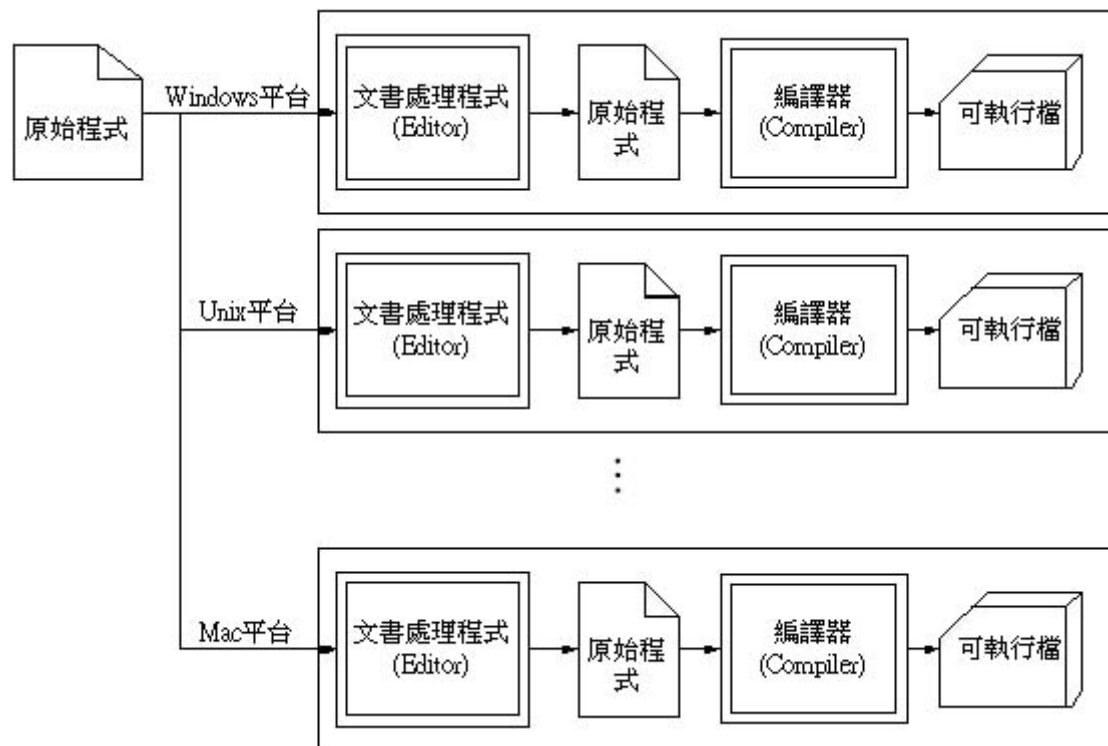 原始程式
Windows平台
文書處理程式
(Editor)
原始程
式
編譯器
(Compiler)
可執行檔
Unix平台
文書處理程式
(Editor)
原始程
式
編譯器
(Compiler)
可執行檔
Mac平台
文書處理程式
(Editor)
原始程
式
編譯器
(Compiler)
可執行檔